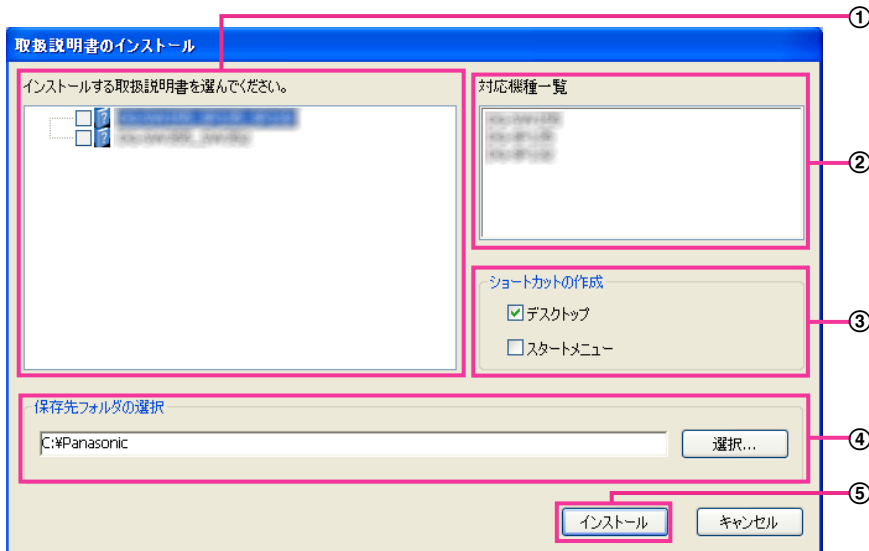 ①
取扱説明書のインストール
インストールする取扱説明書を選んでください。
対応機種一覧
②
ショートカットの作成
デスクトップ
③
スタートメニュー
保存先フォルダの選択
C:¥Panasonic
選択...
④
⑤
インストール
キャンセル